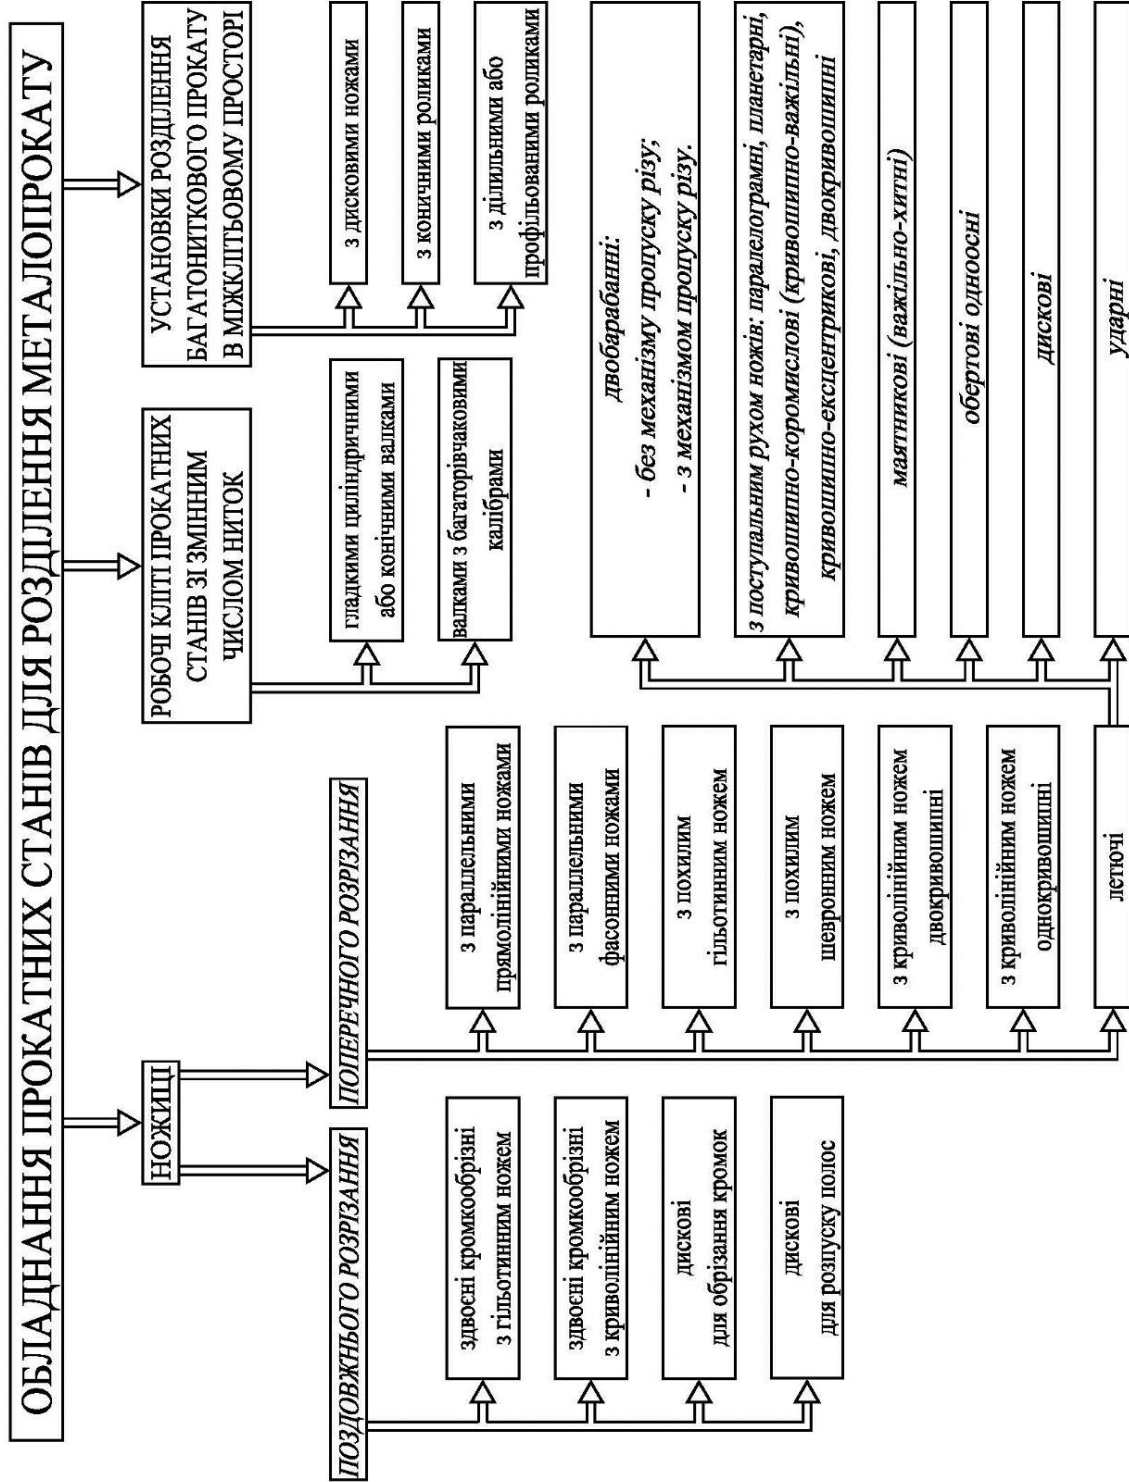 ОБЛАДНАННЯ ПРОКАТНИХ СТАНІВ ДЛЯ РОЗДІЛЕННЯ МЕТАЛОПРОКАТУ
НОЖИЦІ
ПОЗДОВЖНЬОГО РОЗРІЗАННЯ
здвоєні кромкообрізні
з гільотинним ножем
здвоєні кромкообрізні
з криволінійним ножем
дискові
для обрізання кромок
дискові
для розпуску полос
ПОПЕРЕЧНОГО РОЗРІЗАННЯ
з параллельними
прямолінійними ножами
з параллельними
фасонними ножами
з похилим
гільотинним ножем
з похилим
шевронним ножем
з криволінійним ножем
двокривошипні
з криволінійним ножем
однокривошипні
летючі
двобарабанні:
- без механізму пропуску різу;
- з механізмом пропуску різу.
з поступальним рухом ножів: паралелограмні, планетарні,
кривошипно-коромислові (кривошипно-важільні),
кривошипно-ексцентрикові, двокривошипні
маятникові (важільно-хитні)
обертові одноосні
дискові
ударні
РОБОЧІ КЛІТІ ПРОКАТНИХ
СТАНІВ ЗІ ЗМІННИМ
ЧИСЛОМ НИТОК
гладкими циліндричними
або конічними валками
валками з багаторівчаковими
калібрами
УСТАНОВКИ РОЗДІЛЕННЯ
БАГАТОНИТКОВОГО ПРОКАТУ
В МІЖКЛІТЬОВОМУ ПРОСТОРІ
з дисковими ножами
з коничними роликами
з ділильними або
профільованими роликами